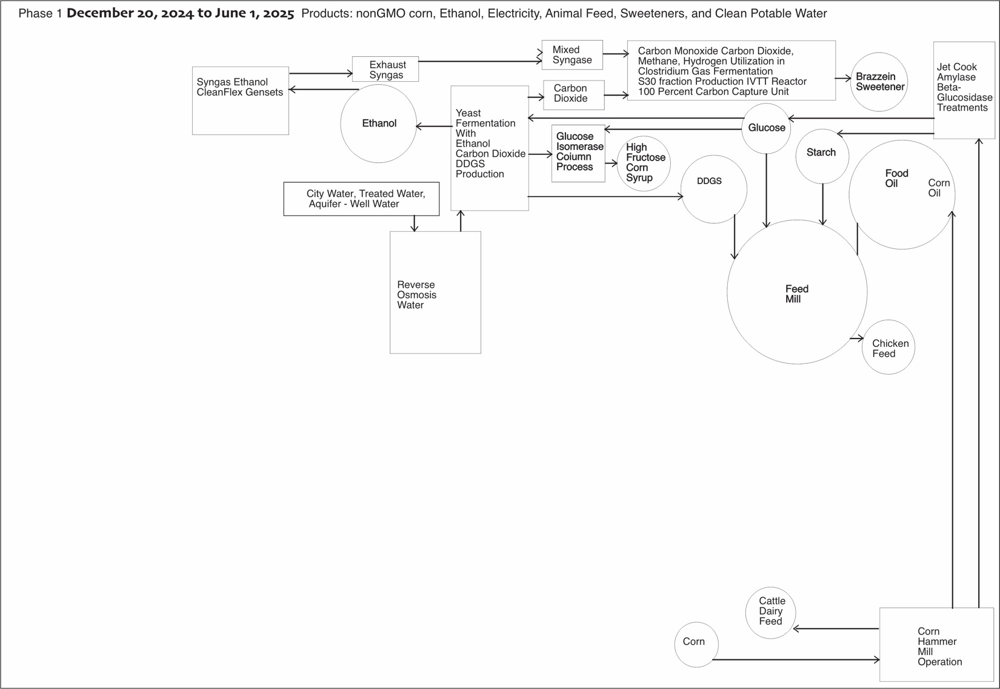 Phase 1 December 20, 2024 to June 1, 2025 Products: nonGMO corn, Ethanol, Electricity, Animal Feed, Sweeteners, and Clean Potable Water
Syngas Ethanol
CleanFlex Gensets
Exhaust
Syngas
Mixed
Syngase
Carbon Monoxide Carbon Dioxide,
Methane, Hydrogen Utilization in
Clostridium Gas Fermentation
S30 fraction Production IVTT Reactor
100 Percent Carbon Capture Unit
Brazzein
Sweetener
Jet Cook
Amylase
Beta-
Glucosidase
Treatments
Carbon
Dioxide
Ethanol
Yeast
Fermentation
With
Ethanol
Carbon Dioxide
DDGS
Production
Glucose
Isomerase
Coiumn
Process
High
Fructose
Corn
Syrup
Glucose
Starch
Food
Oil
Corn
Oil
DDGS
City Water, Treated Water,
Aquifer - Well Water
Reverse
Osmosis
Water
Feed
Mill
Chicken
Feed
Cattle
Dairy
Feed
Corn
Corn
Hammer
Mill
Operation